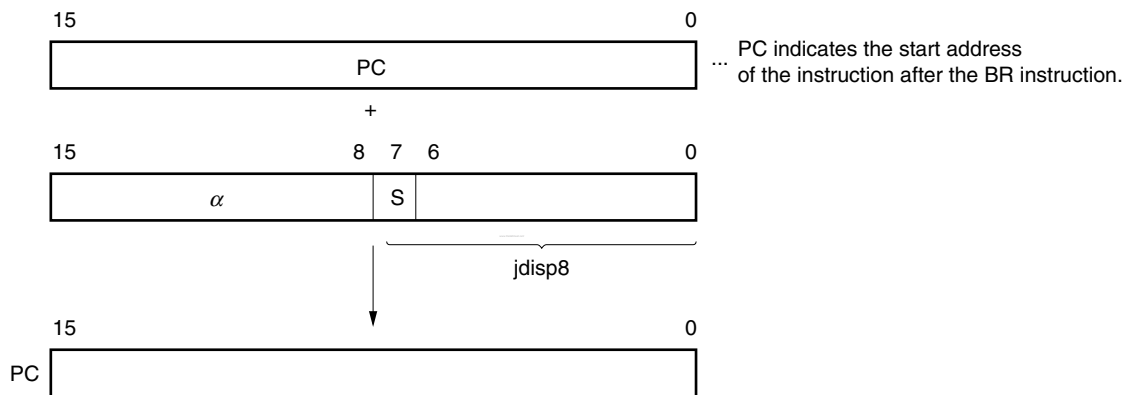 15 0
PC
... PC indicates the start address
of the instruction after the BR instruction.
+
15 8 7 6 0
α S
jdisp8
15 0
PC